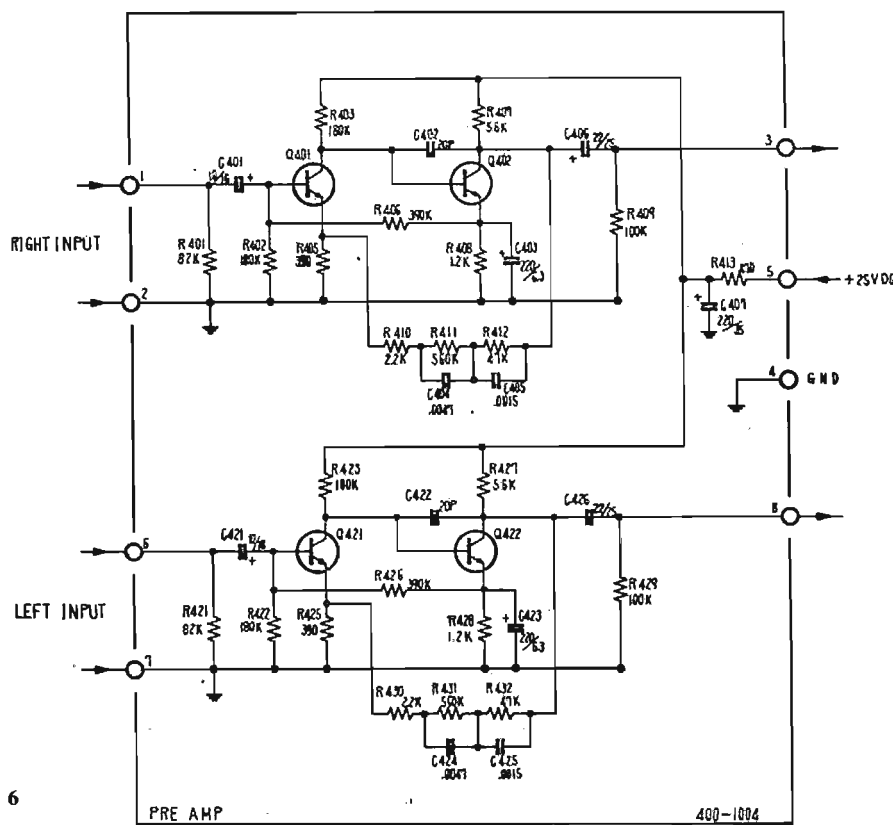 R403
180K
R407
5.6K
C402
20P
C406
22/25
3
Q401
Q402
C401
1
R406
390K
RIGHT INPUT
R401
82K
R402
180K
R405
390
R408
1.2K
C403
220/6.3
R409
100K
R413
5
+25VDC
2
C407
220
R410
2.2K
R411
560K
R412
47K
C404
.0047
C405
.0015
4
GND
R423
180K
R427
5.6K
C422
20P
C426
22/25
8
Q421
Q422
C421
10/16
6
R426
390K
LEFT INPUT
R421
82K
R422
180K
R425
390
R428
1.2K
C423
220/6.3
R429
100K
7
R430
2.2K
R431
560K
R432
47K
C424
.0047
C425
.0015
6
PRE AMP
400-1004